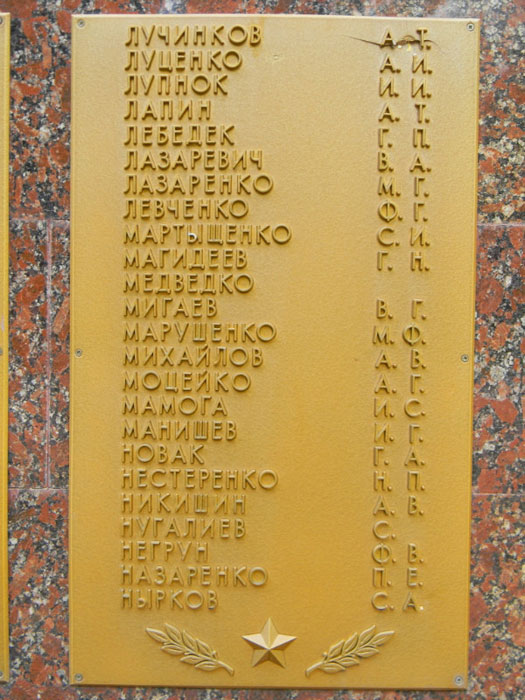 ЛУЧИНКОВ А. Т.
ЛУЦЕНКО А. И.
ЛУПНОК И. И.
ЛАПИН А. Т.
ЛЕБЕДЕК Г. П.
ЛАЗАРЕВИЧ В. А.
ЛАЗАРЕНКО М. Г.
ЛЕВЧЕНКО Ф. Г.
МАРТЫЩЕНКО С. И.
МАГИДЕЕВ Г. Н.
МЕДВЕДКО
МИГАЕВ В. Г.
МАРУШЕНКО М. Ф.
МИХАЙЛОВ А. В.
МОЦЕЙКО А. Г.
МАМОГА И. С.
МАНИШЕВ И. Г.
НОВАК Г. А.
НЕСТЕРЕНКО Н. П.
НИКИШИН А. В.
НУГАЛИЕВ С.
НЕГРУН Ф. В.
НАЗАРЕНКО П. Е.
НЫРКОВ С. А.